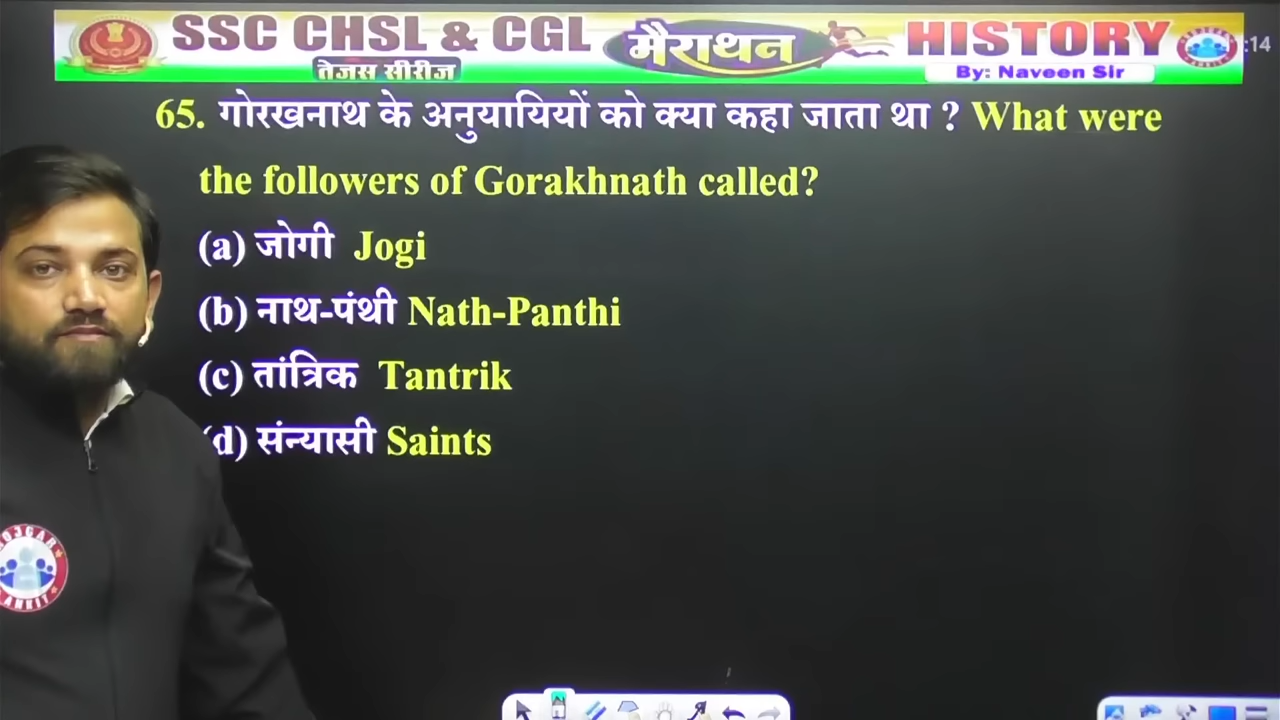 SSC CHSL & CGL
तेजस सीरीज
मैराथन
HISTORY
By: Naveen Sir
:14
65. गोरखनाथ के अनुयायियों को क्या कहा जाता था ? What were
the followers of Gorakhnath called?
(a) जोगी Jogi
(b) नाथ-पंथी Nath-Panthi
(c) तांत्रिक Tantrik
(d) संन्यासी Saints